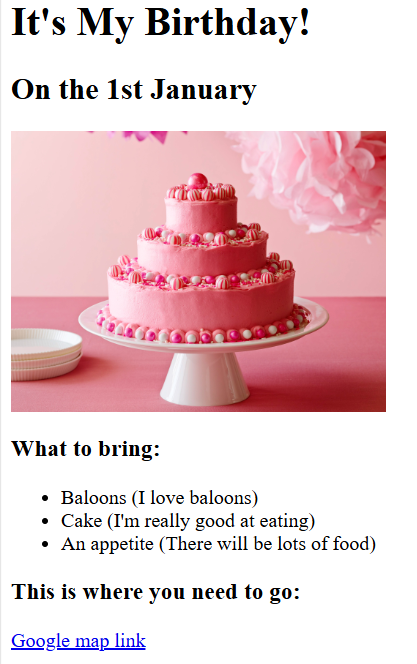 It's My Birthday!
On the 1st January
What to bring:
Baloons (I love baloons)
Cake (I'm really good at eating)
An appetite (There will be lots of food)
This is where you need to go:
Google map link